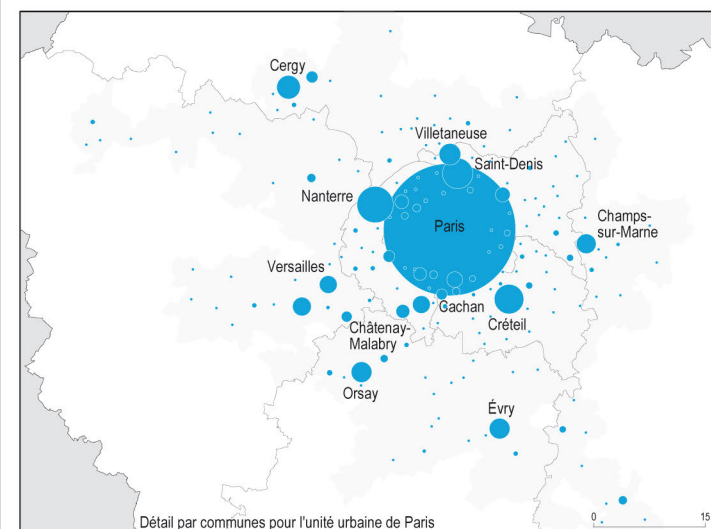 Cergy
Villetaneuse
Saint-Denis
Nanterre
Paris
Champs-
sur-Marne
Versailles
Cachan
Châtenay-
Malabry
Créteil
Orsay
Évry
Détail par communes pour l'unité urbaine de Paris
0 15